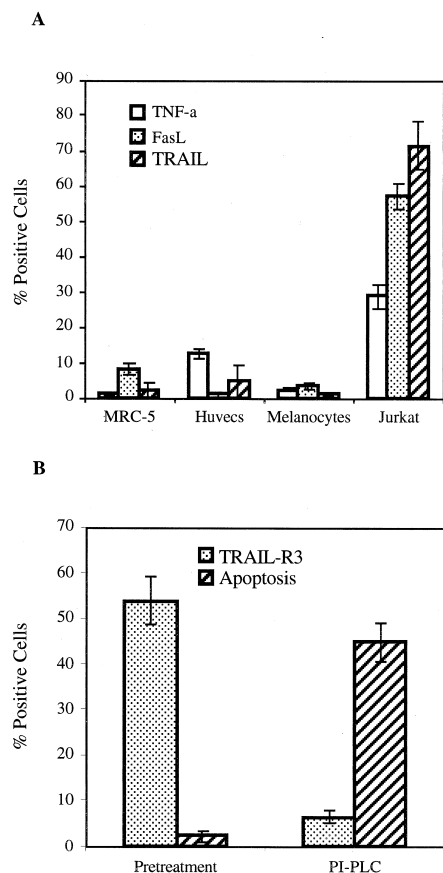 A
90
80
70
60
50
40
30
20
10
0
% Positive Cells
TNF-a
FasL
TRAIL
MRC-5 Huvecs Melanocytes Jurkat
B
70
60
50
40
30
20
10
0
% Positive Cells
TRAIL-R3
Apoptosis
Pretreatment PI-PLC